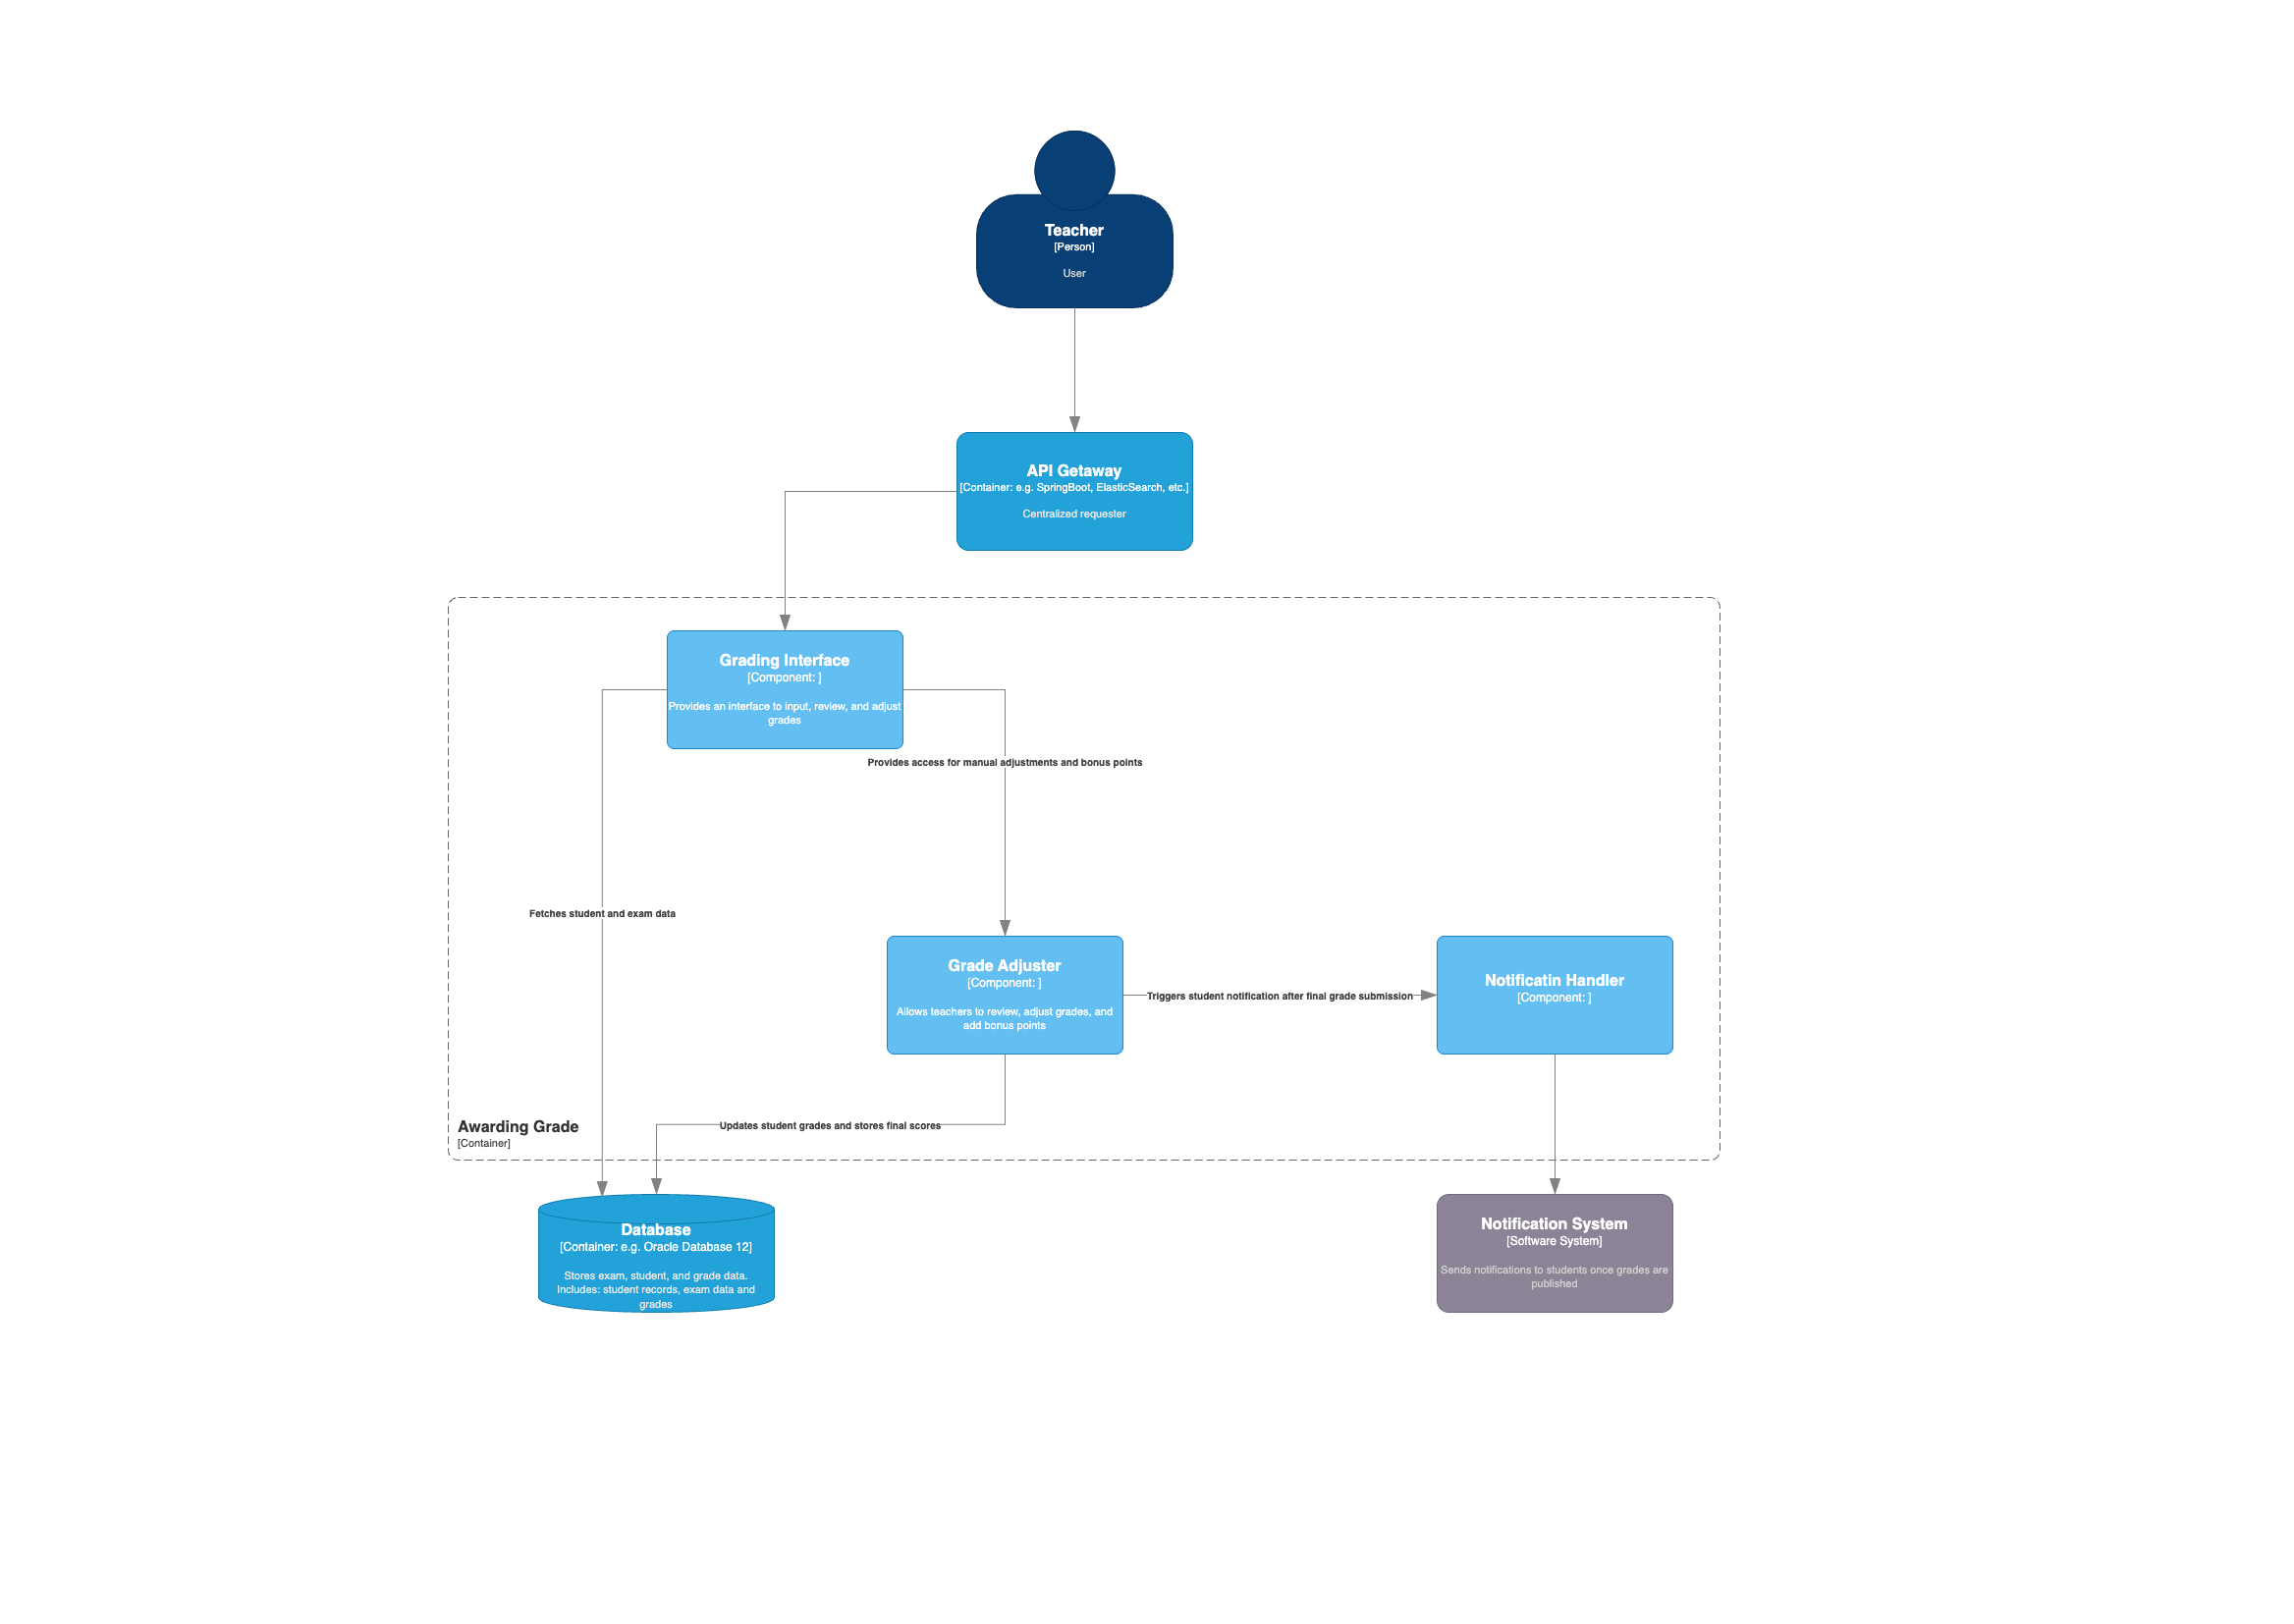 Teacher
[Person]
User
API Getaway
[Container: e.g. SpringBoot, ElasticSearch, etc.]
Centralized requester
Grading Interface
[Component: ]
Provides an interface to input, review, and adjust
grades
Provides access for manual adjustments and bonus points
Fetches student and exam data
Grade Adjuster
[Component: ]
Allows teachers to review, adjust grades, and
add bonus points
Triggers student notification after final grade submission
Notificatin Handler
[Component: ]
Updates student grades and stores final scores
Awarding Grade
[Container]
Database
[Container: e.g. Oracle Database 12]
Stores exam, student, and grade data.
Includes: student records, exam data and
grades
Notification System
[Software System]
Sends notifications to students once grades are
published